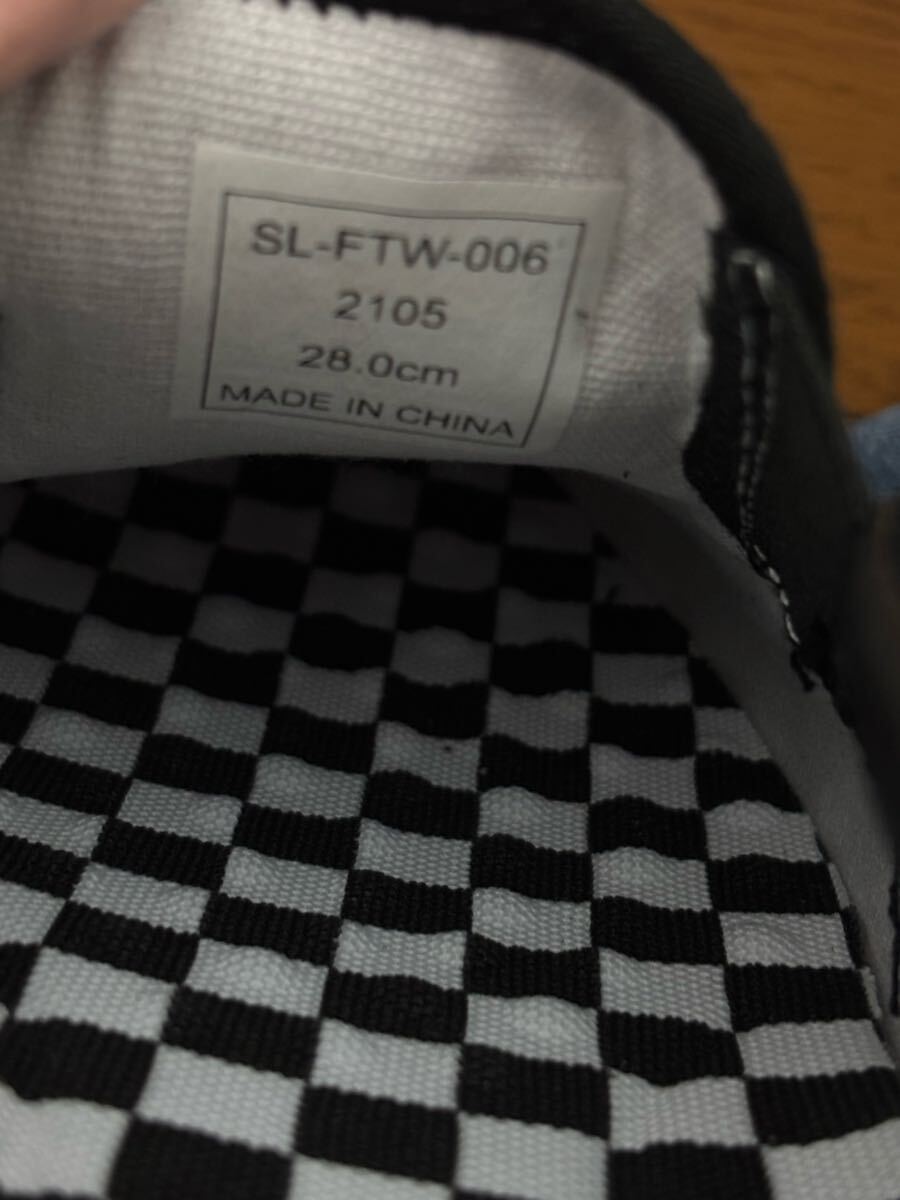 SL-FTW-006
2105
28.0cm
MADE IN CHINA